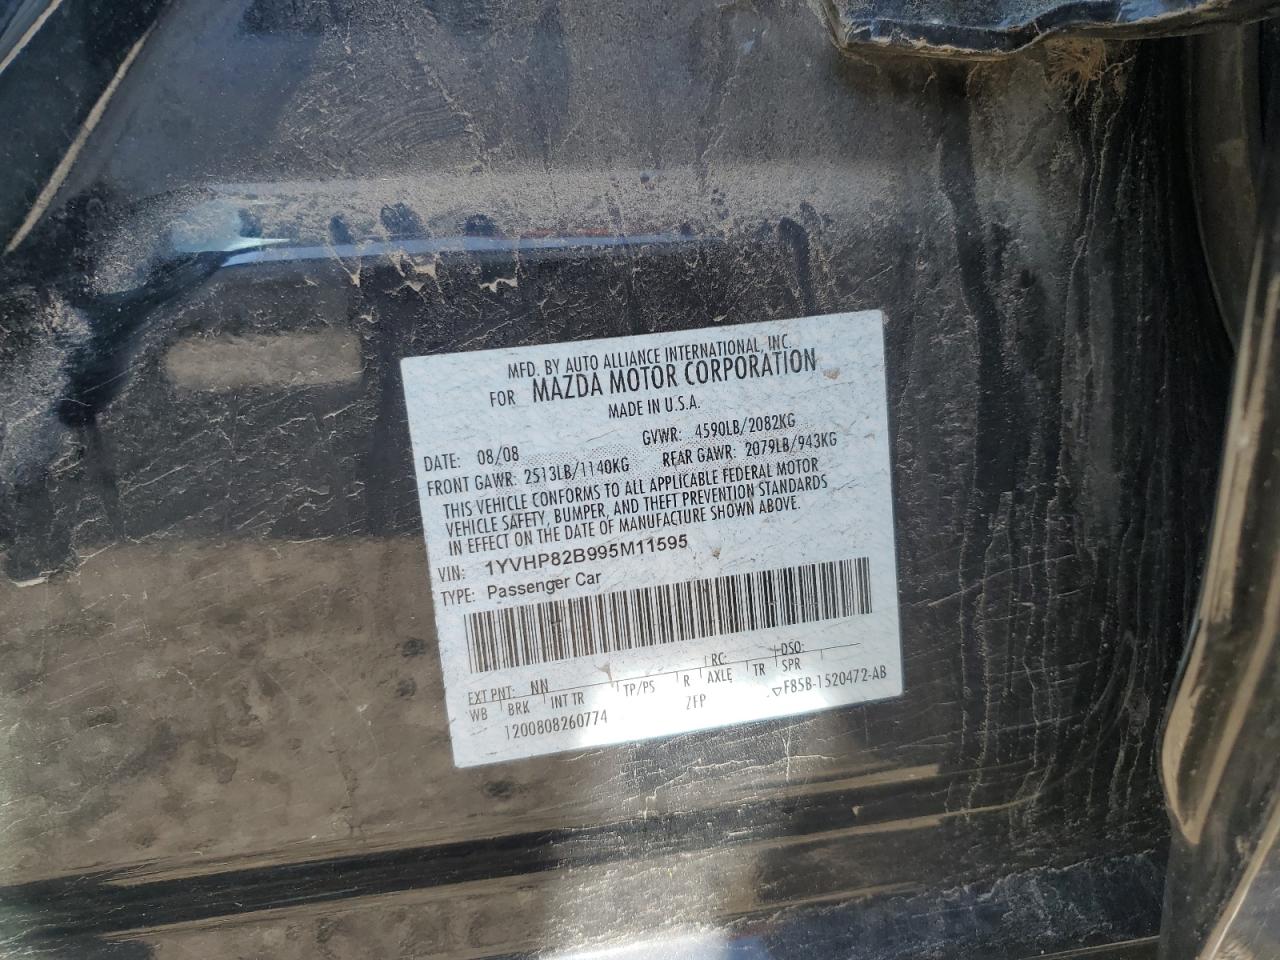 MFD. BY AUTO ALLIANCE INTERNATIONAL, INC.
FOR MAZDA MOTOR CORPORATION
MADE IN U.S.A.
DATE: 08/08 GVWR: 4590LB/2082KG
FRONT GAWR: 2513LB/1140KG REAR GAWR: 2079LB/943KG
THIS VEHICLE CONFORMS TO ALL APPLICABLE FEDERAL MOTOR
VEHICLE SAFETY, BUMPER, AND THEFT PREVENTION STANDARDS
IN EFFECT ON THE DATE OF MANUFACTURE SHOWN ABOVE.
VIN: 1YVHP82B995M11595
TYPE: Passenger Car
EXT PNT: NN RC: DSO:
WB BRK INT TR TP/PS R AXLE TR SPR
1200808260774 ZFP ▽F85B-1520472-AB